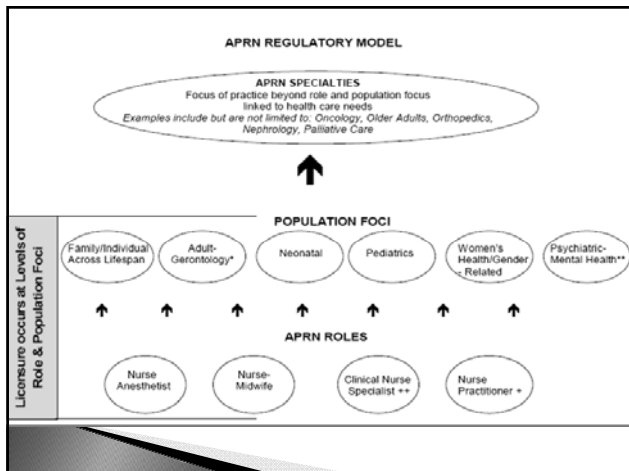 APRN REGULATORY MODEL
APRN SPECIALTIES
Focus of practice beyond role and population focus
linked to health care needs
Examples include but are not limited to: Oncology, Older Adults, Orthopedics,
Nephrology, Palliative Care
Licensure occurs at Levels of
Role & Population Foci
POPULATION FOCI
Family/Individual
Across Lifespan
Adult-
Gerontology*
Neonatal
Pediatrics
Women's
Health/Gender
- Related
Psychiatric-
Mental Health**
APRN ROLES
Nurse
Anesthetist
Nurse-
Midwife
Clinical Nurse
Specialist ++
Nurse
Practitioner +